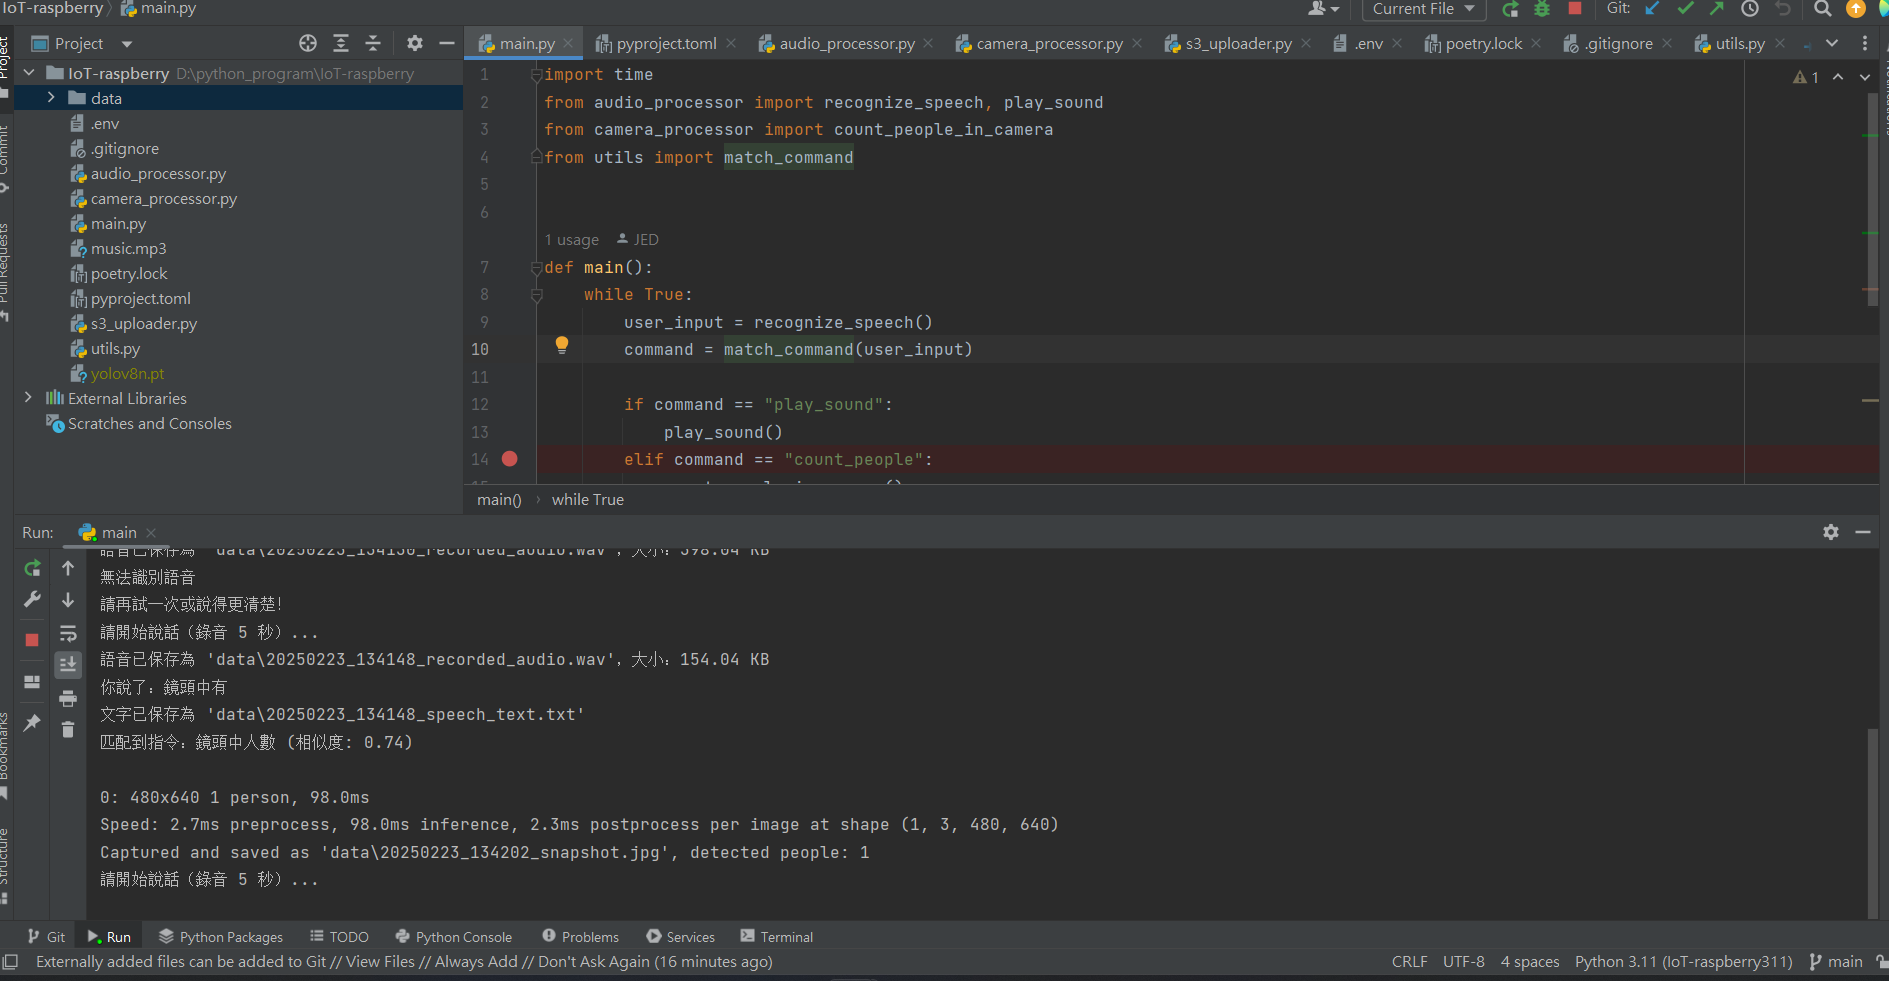 IoT-raspberry main.py
Current File
Git:
Project
main.py
pyproject.toml
audio_processor.py
camera_processor.py
s3_uploader.py
.env
poetry.lock
.gitignore
utils.py
Project
Commit
Pull Requests
Bookmarks
Structure
IoT-raspberry D:\python_program\IoT-raspberry
data
.env
.gitignore
audio_processor.py
camera_processor.py
main.py
music.mp3
poetry.lock
pyproject.toml
s3_uploader.py
utils.py
yolov8n.pt
External Libraries
Scratches and Consoles
1 import time
2 from audio_processor import recognize_speech, play_sound
3 from camera_processor import count_people_in_camera
4 from utils import match_command
5
6
1 usage JED
7 def main():
8 while True:
9 user_input = recognize_speech()
10 command = match_command(user_input)
11
12 if command == "play_sound":
13 play_sound()
14 elif command == "count_people":
1
main() › while True
Run: main
語音已保存為 'data\20250223_134130_recorded_audio.wav', 大小: 398.04 KB
無法識別語音
請再試一次或說得更清楚!
請開始說話（錄音 5 秒）...
語音已保存為 'data\20250223_134148_recorded_audio.wav', 大小: 154.04 KB
你說了: 鏡頭中有
文字已保存為 'data\20250223_134148_speech_text.txt'
匹配到指令: 鏡頭中人數 (相似度: 0.74)
0: 480x640 1 person, 98.0ms
Speed: 2.7ms preprocess, 98.0ms inference, 2.3ms postprocess per image at shape (1, 3, 480, 640)
Captured and saved as 'data\20250223_134202_snapshot.jpg', detected people: 1
請開始說話（錄音 5 秒）...
Git
Run
Python Packages
TODO
Python Console
Problems
Services
Terminal
Externally added files can be added to Git // View Files // Always Add // Don't Ask Again (16 minutes ago)
CRLF
UTF-8
4 spaces
Python 3.11 (IoT-raspberry311)
main